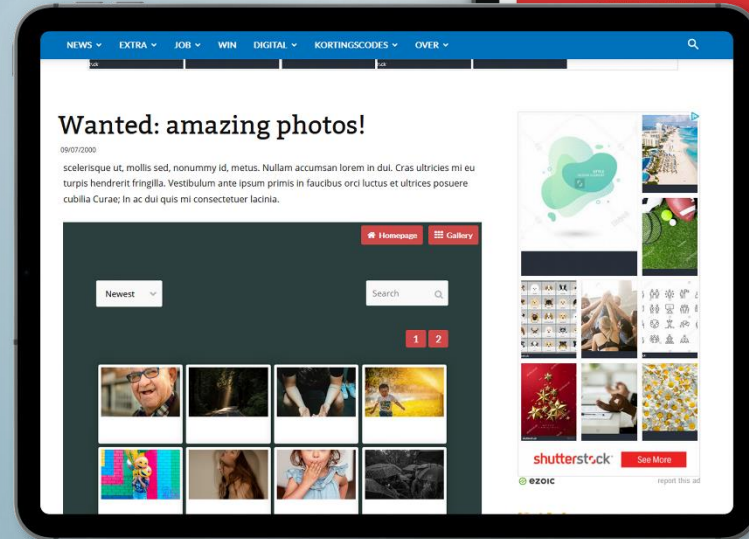 NEWS EXTRA JOB WIN DIGITAL KORTINGSCODES OVER
Wanted: amazing photos!
09/07/2000
scelerisque ut, mollis sed, nonummy id, metus. Nullam accumsan lorem in dui. Cras ultricies mi eu
turpis hendrerit fringilla. Vestibulum ante ipsum primis in faucibus orci luctus et ultrices posuere
cubilia Curae; In ac dui quis mi consectetuer lacinia.
Homepage Gallery
Newest Search
1 2
shutterstock See More
ezoic report this ad